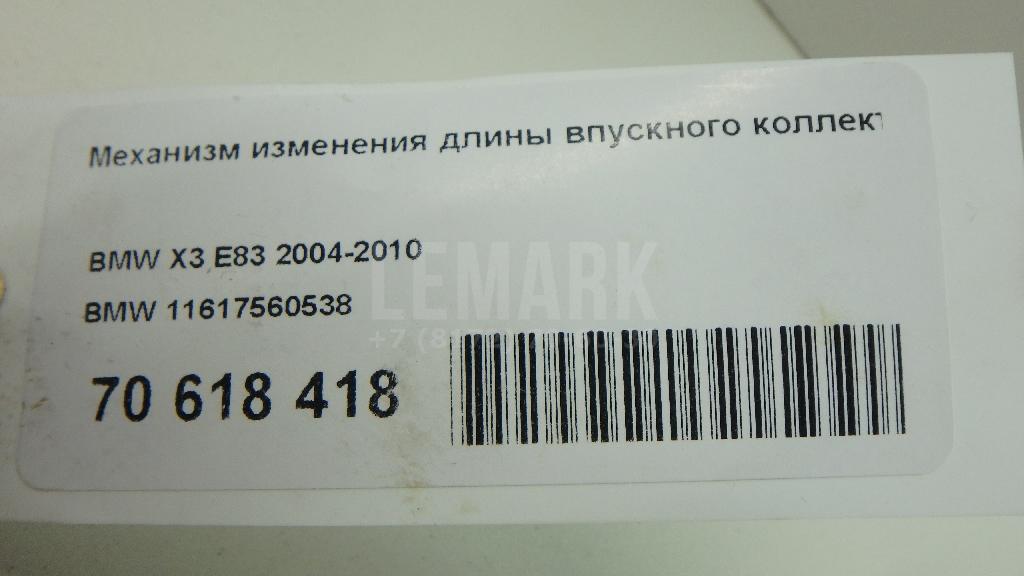 Механизм изменения длины впускного коллект
BMW X3 E83 2004-2010
LEMARK
BMW 11617560538
70 618 418